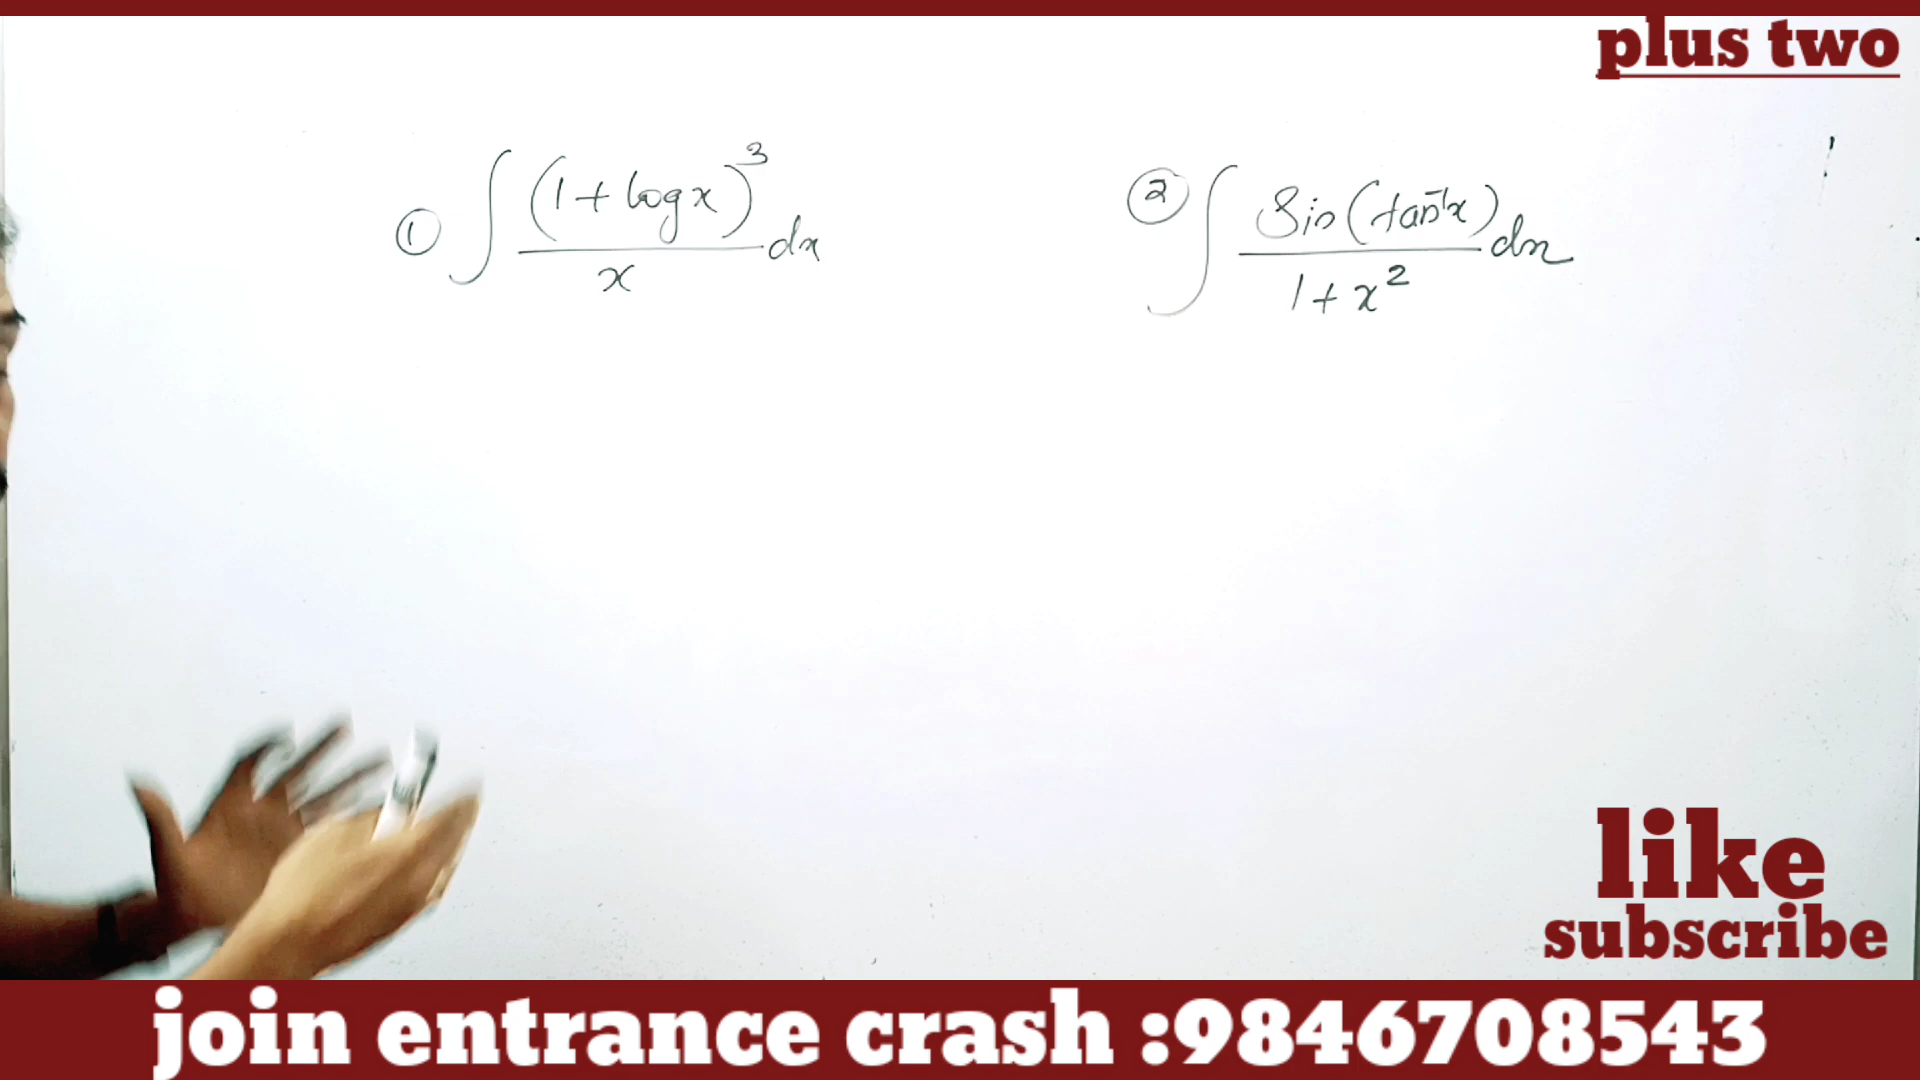 plus two
① ∫ (1 + log x)³ / x dx
② ∫ Sin(tan⁻¹x) / 1 + x² dx
like
subscribe
join entrance crash :9846708543